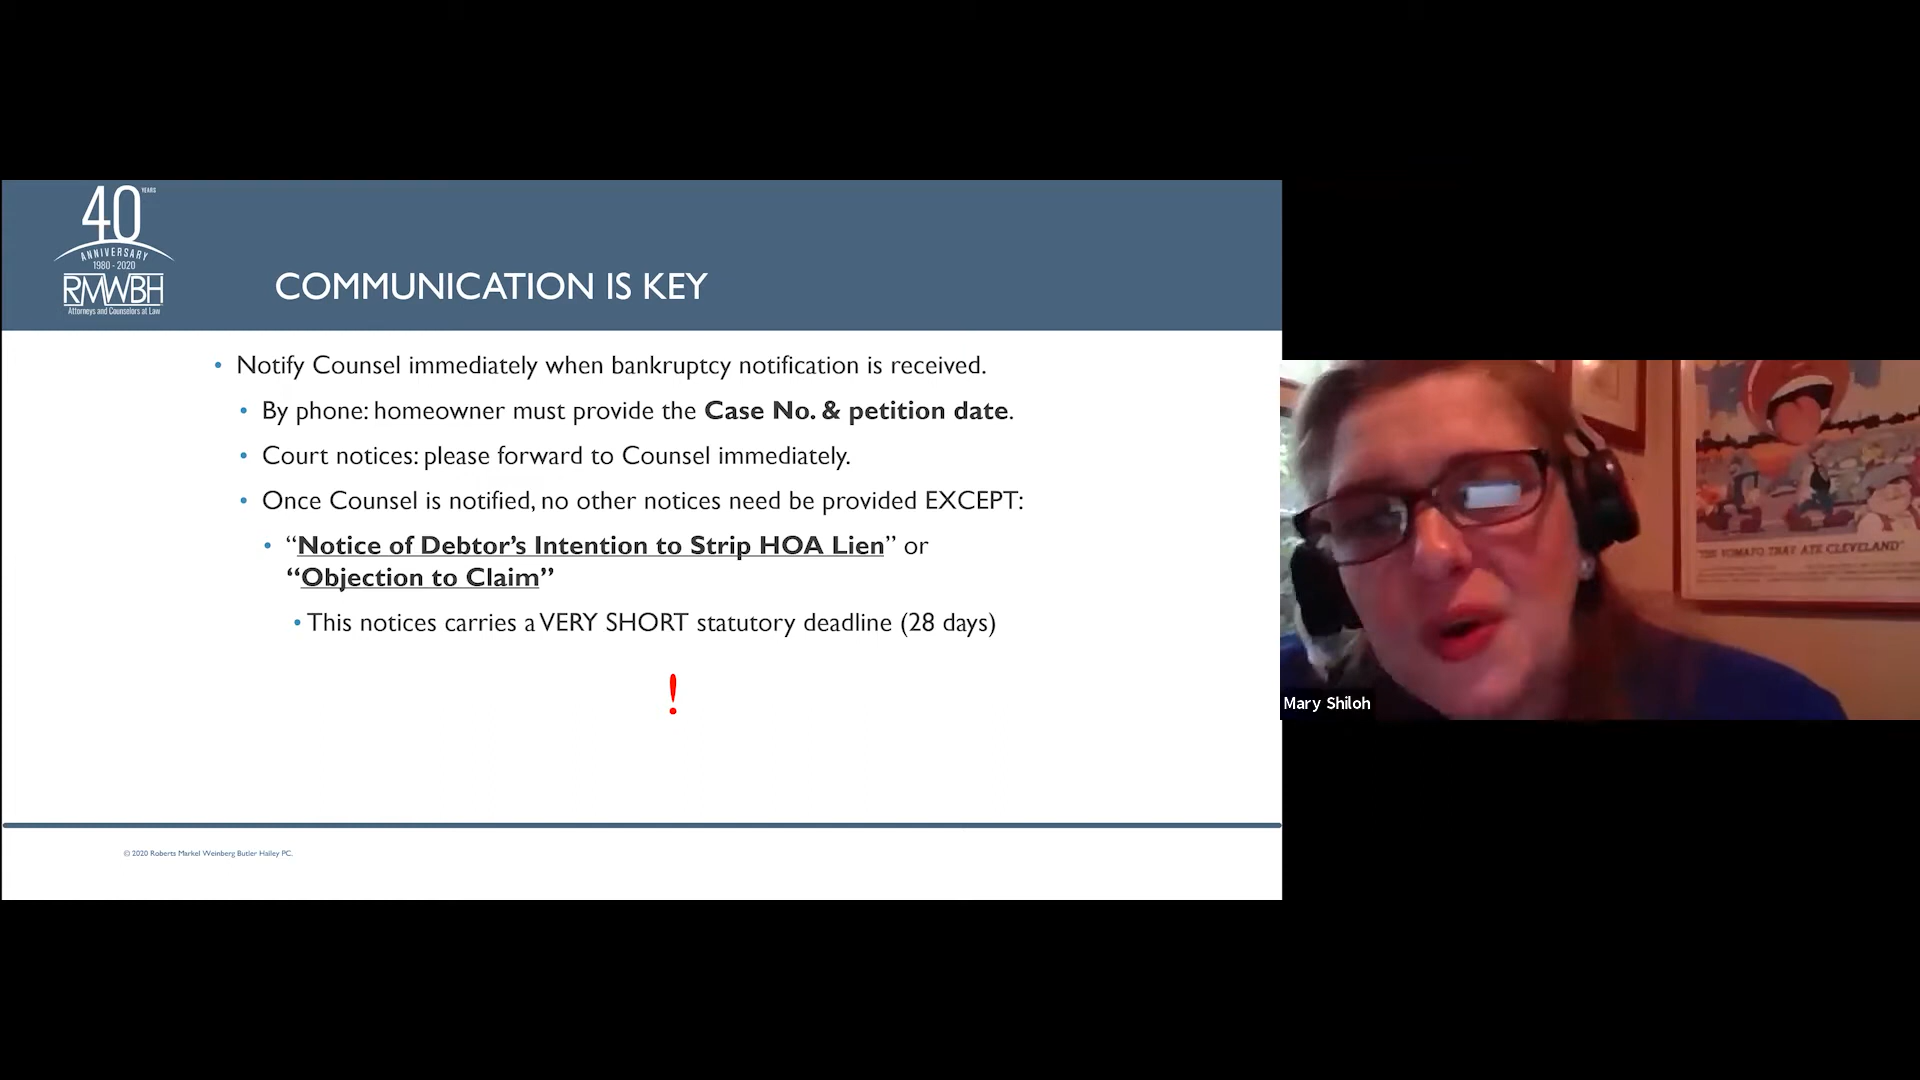 40 YEARS
ANNIVERSARY
1980 - 2020
RMWBH
Attorneys and Counselors at Law
COMMUNICATION IS KEY
• Notify Counsel immediately when bankruptcy notification is received.
• By phone: homeowner must provide the Case No. & petition date.
• Court notices: please forward to Counsel immediately.
• Once Counsel is notified, no other notices need be provided EXCEPT:
• “Notice of Debtor’s Intention to Strip HOA Lien” or
“Objection to Claim”
• This notices carries a VERY SHORT statutory deadline (28 days)
!
© 2020 Roberts Markel Weinberg Butler Hailey PC.
THAT ATE CLEVELAND"
Mary Shiloh